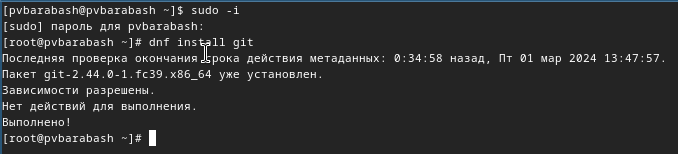 [pvbarabash@pvbarabash ~]$ sudo -i
[sudo] пароль для pvbarabash:
[root@pvbarabash ~]# dnf install git
Последняя проверка окончания срока действия метаданных: 0:34:58 назад, Пт 01 мар 2024 13:47:57.
Пакет git-2.44.0-1.fc39.x86_64 уже установлен.
Зависимости разрешены.
Нет действий для выполнения.
Выполнено!
[root@pvbarabash ~]#